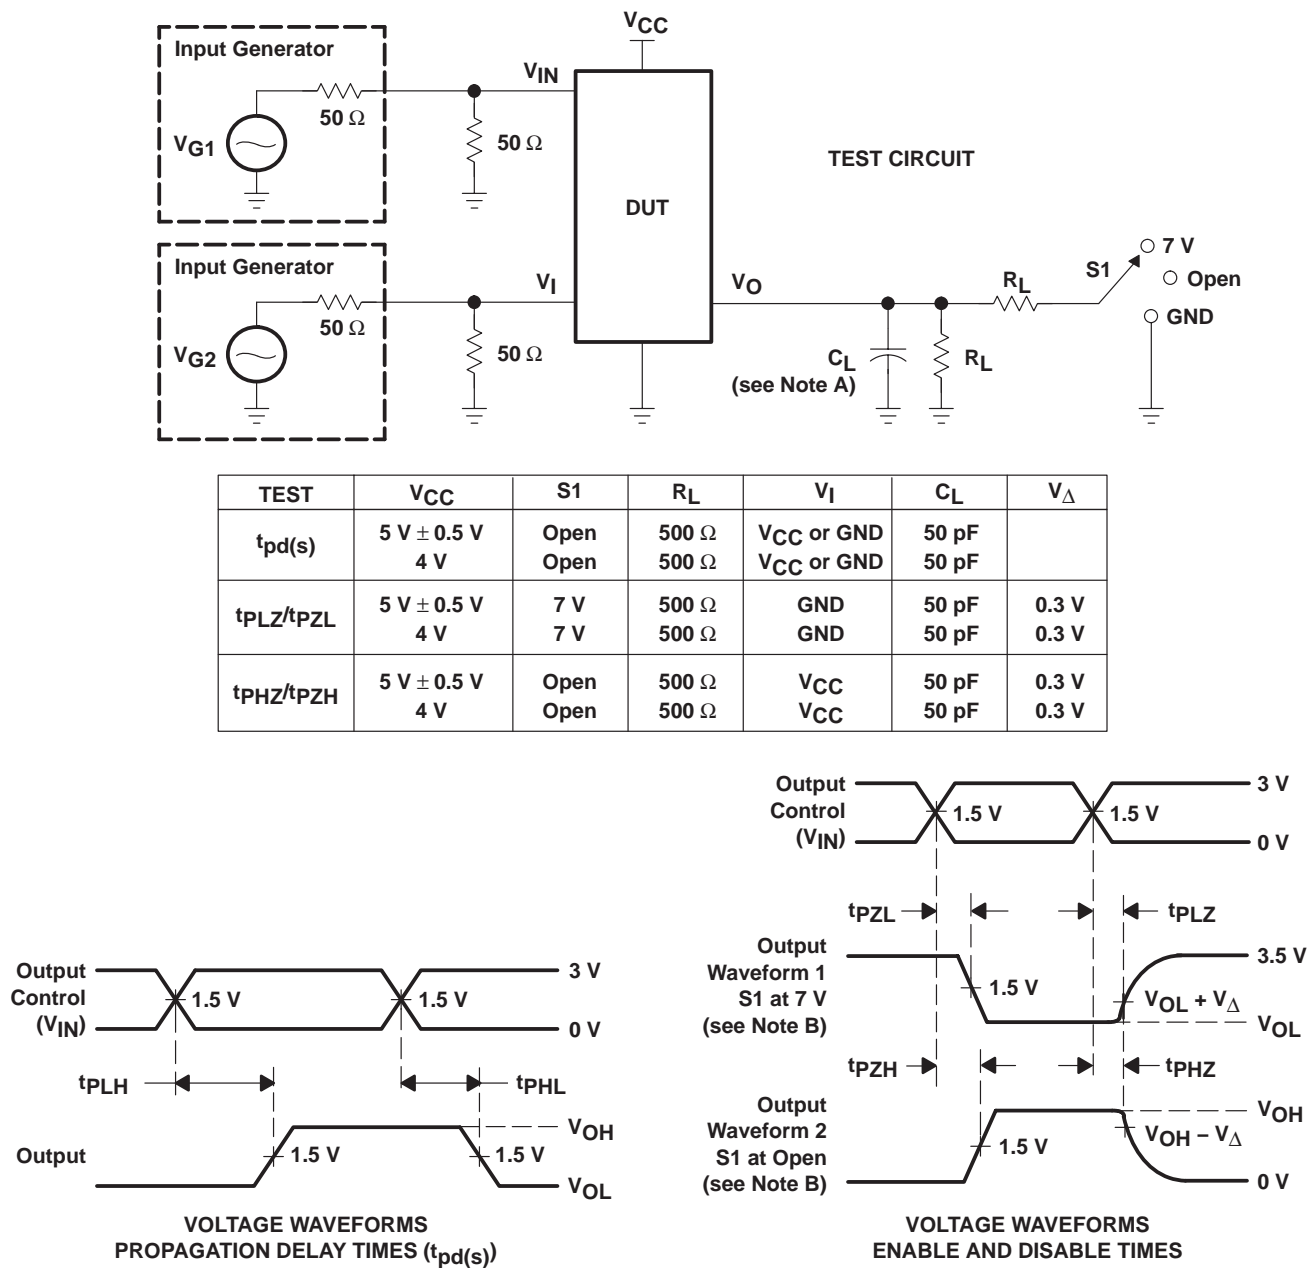 VCC
Input Generator
VIN
50 Ω
VG1
50 Ω
TEST CIRCUIT
DUT
Input Generator
VI
VO
50 Ω
VG2
50 Ω
RL
S1
7 V
Open
GND
CL
(see Note A)
RL
TEST VCC S1 RL VI CL VΔ
tpd(s) 5 V ± 0.5 V Open 500 Ω VCC or GND 50 pF
4 V Open 500 Ω VCC or GND 50 pF
tPLZ/tPZL 5 V ± 0.5 V 7 V 500 Ω GND 50 pF 0.3 V
4 V 7 V 500 Ω GND 50 pF 0.3 V
tPHZ/tPZH 5 V ± 0.5 V Open 500 Ω VCC 50 pF 0.3 V
4 V Open 500 Ω VCC 50 pF 0.3 V
Output
Control
(VIN)
1.5 V
1.5 V
3 V
0 V
tPLH
tPHL
Output
1.5 V
1.5 V
VOH
VOL
VOLTAGE WAVEFORMS
PROPAGATION DELAY TIMES (tpd(s))
Output
Control
(VIN)
1.5 V
1.5 V
3 V
0 V
tPZL
tPLZ
Output
Waveform 1
S1 at 7 V
(see Note B)
1.5 V
3.5 V
VOL + VΔ
VOL
tPZH
tPHZ
Output
Waveform 2
S1 at Open
(see Note B)
1.5 V
VOH
VOH − VΔ
0 V
VOLTAGE WAVEFORMS
ENABLE AND DISABLE TIMES